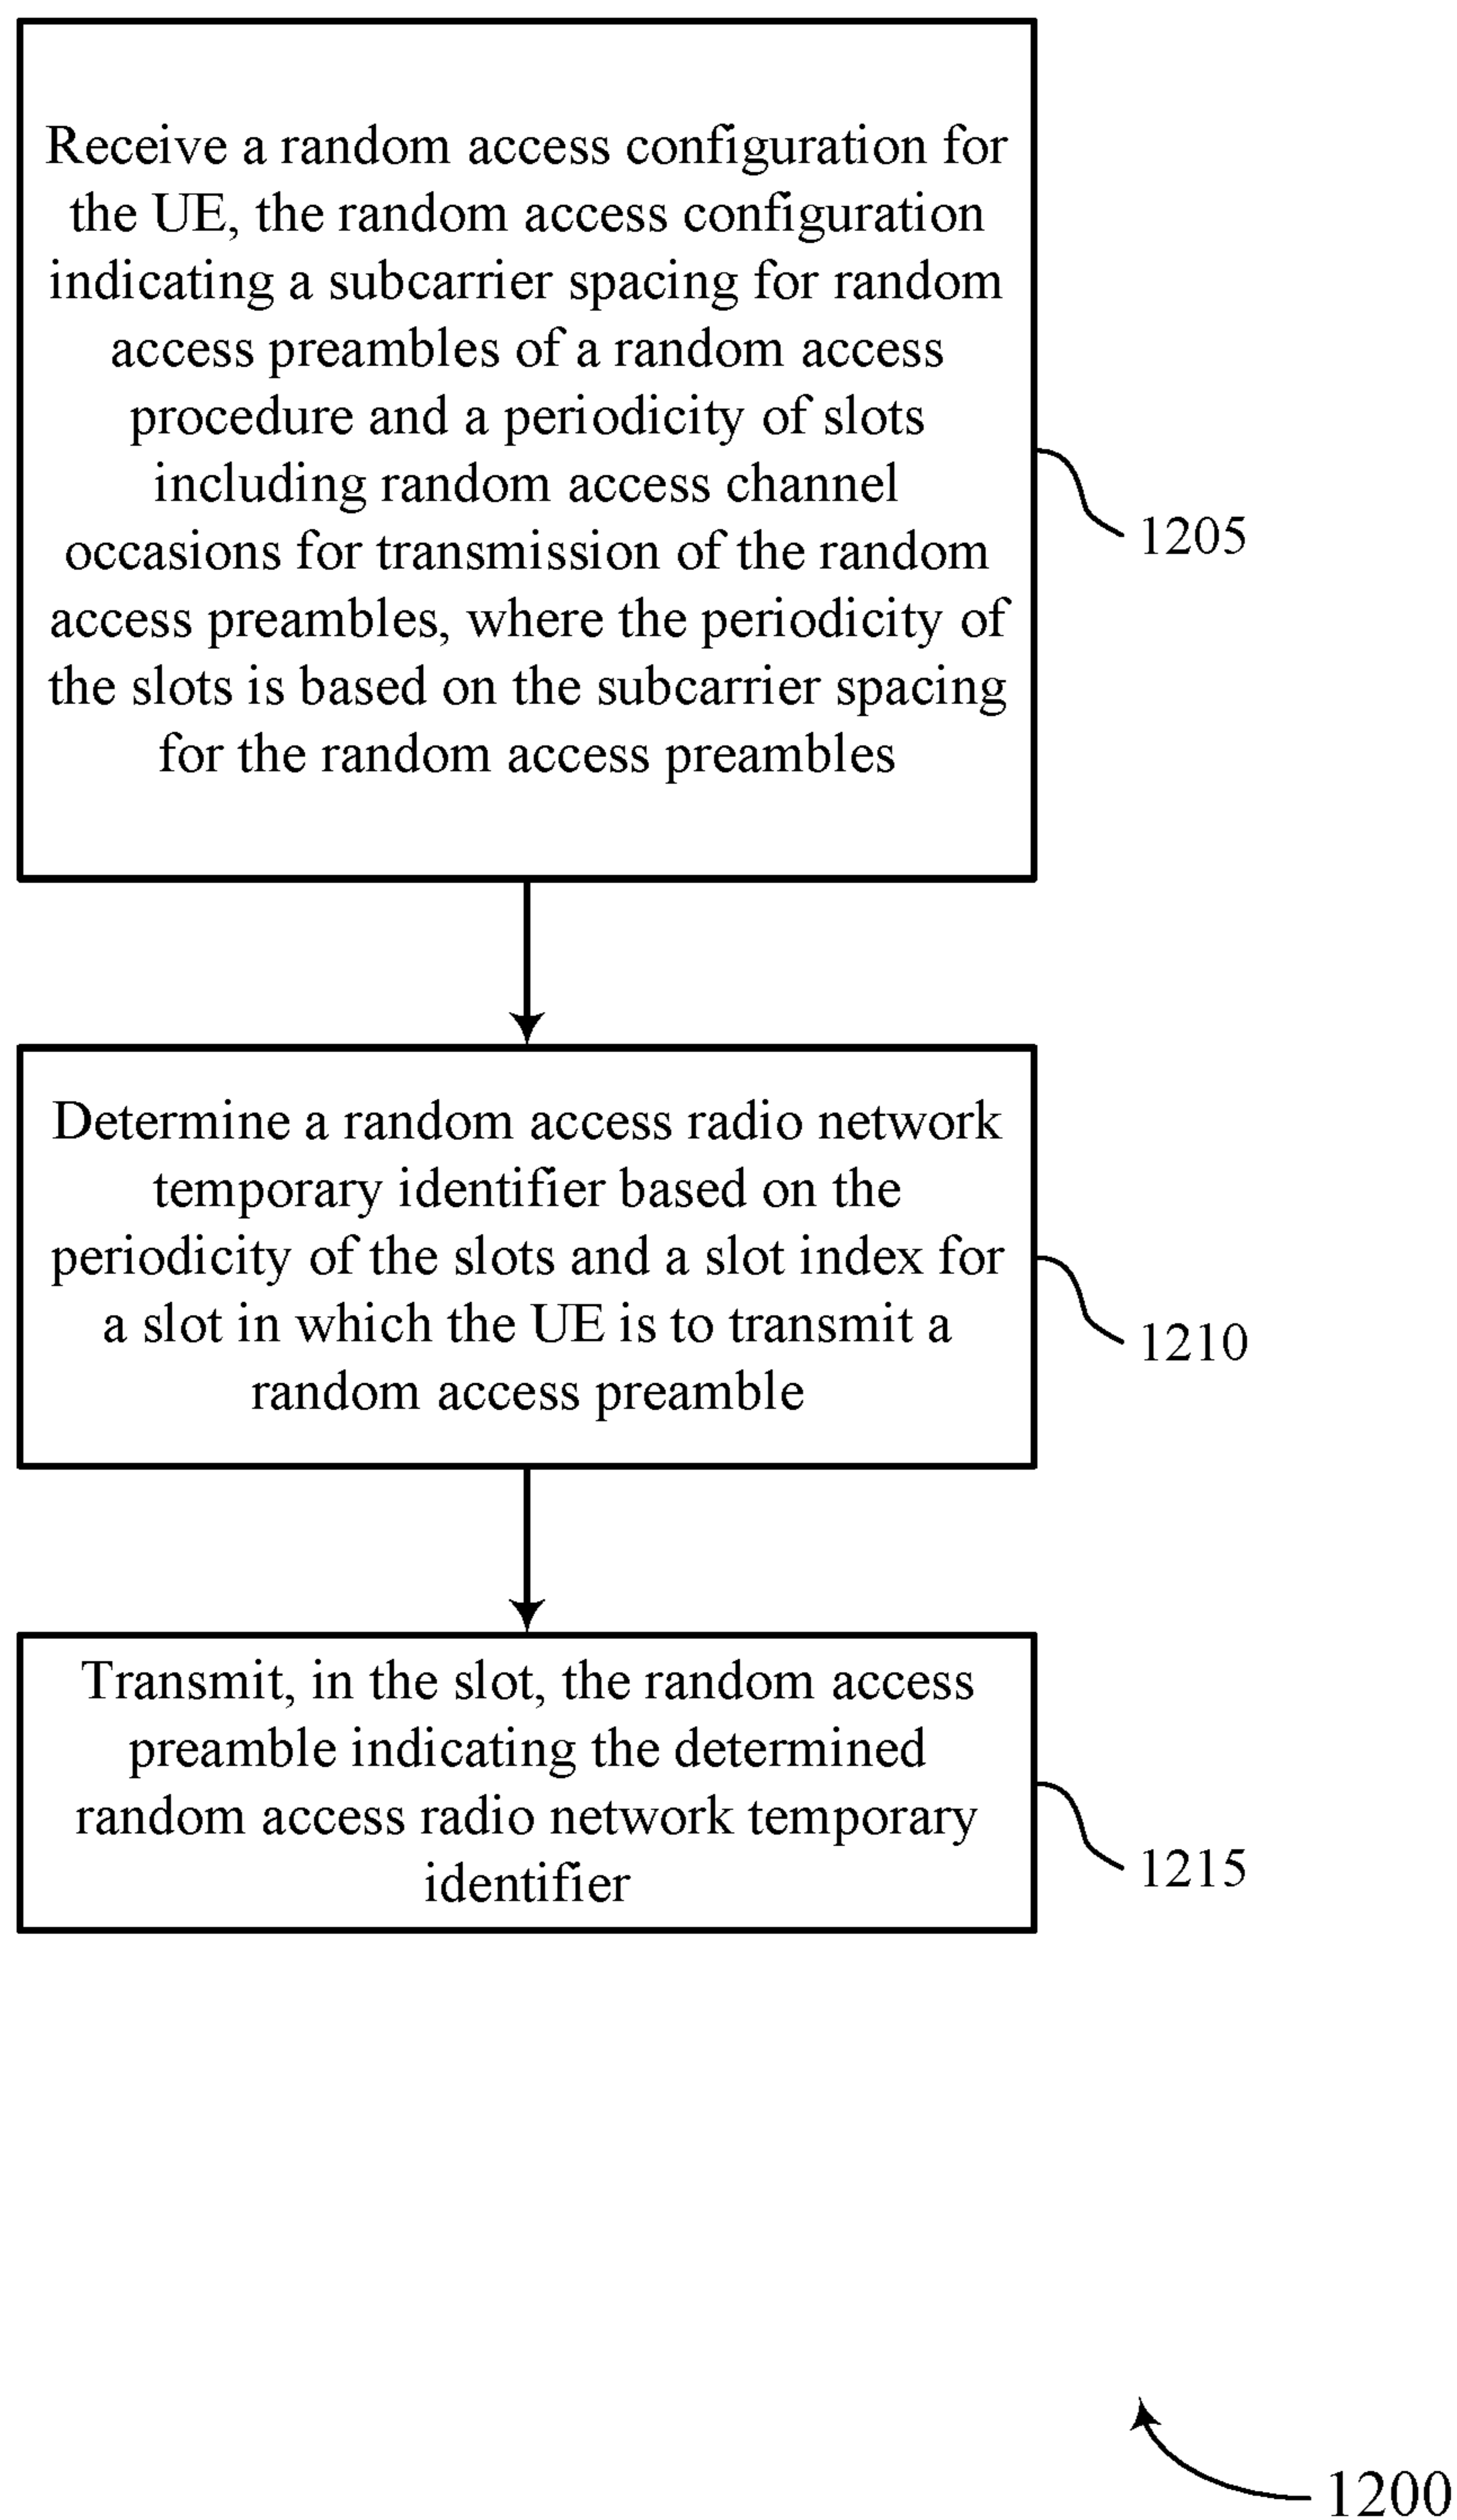 Receive a random access configuration for
the UE, the random access configuration
indicating a subcarrier spacing for random
access preambles of a random access
procedure and a periodicity of slots
including random access channel
occasions for transmission of the random
access preambles, where the periodicity of
the slots is based on the subcarrier spacing
for the random access preambles
1205
Determine a random access radio network
temporary identifier based on the
periodicity of the slots and a slot index for
a slot in which the UE is to transmit a
random access preamble
1210
Transmit, in the slot, the random access
preamble indicating the determined
random access radio network temporary
identifier
1215
1200